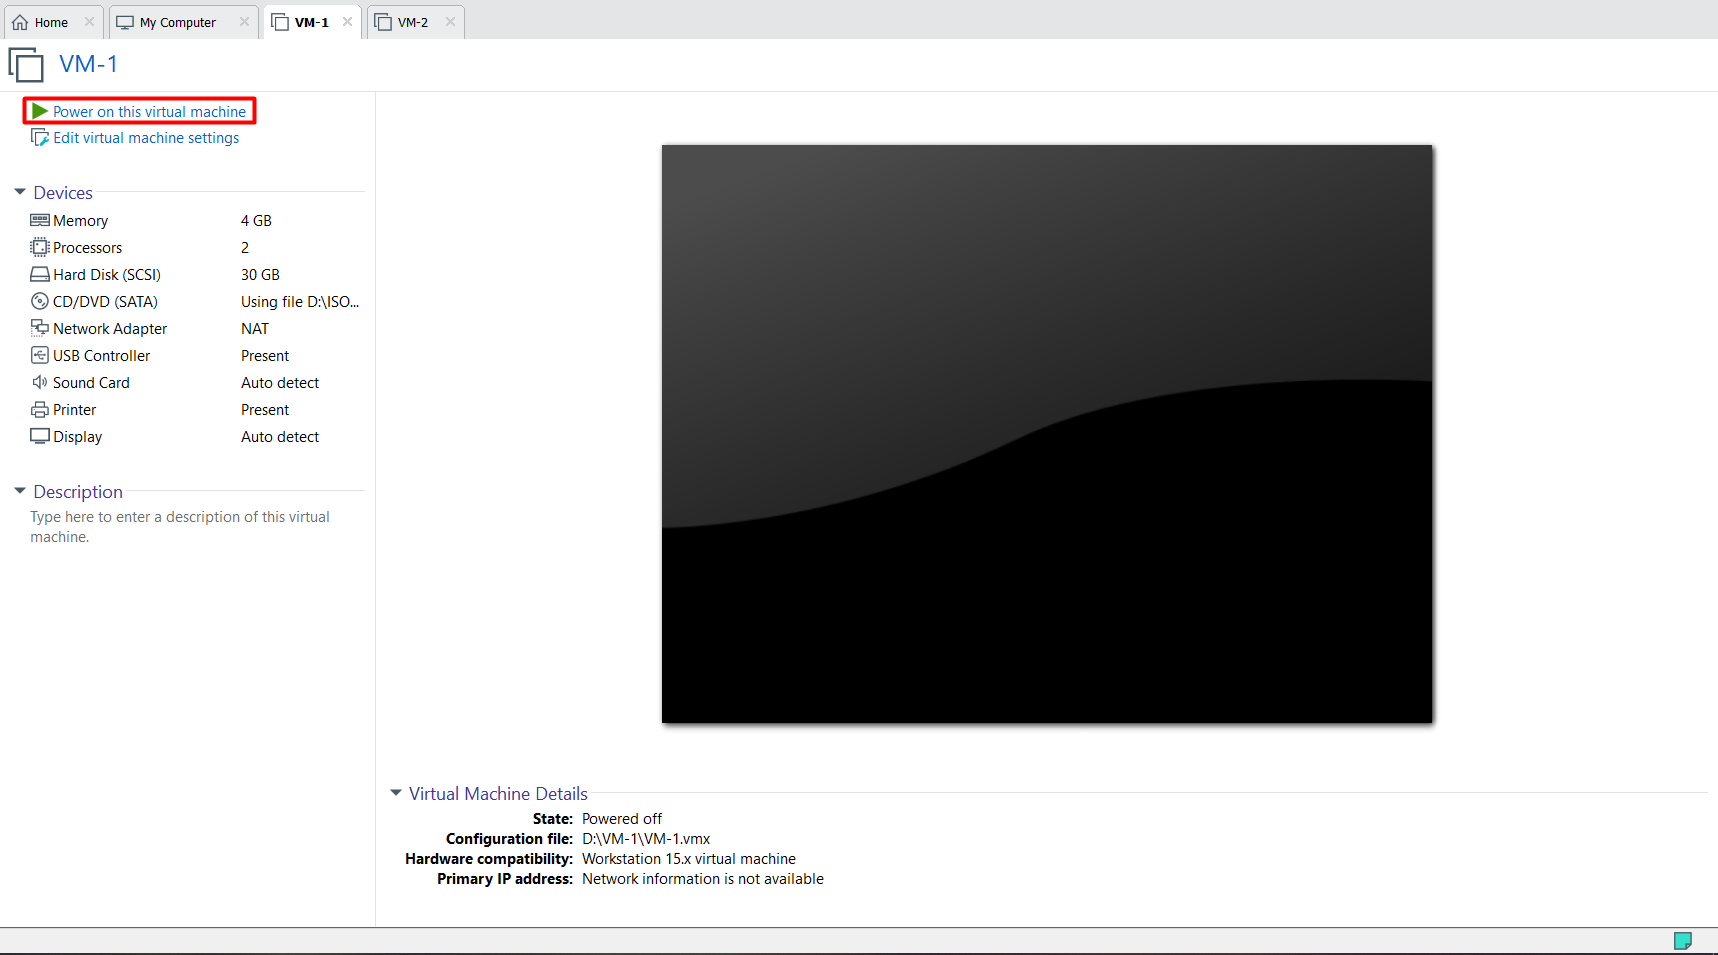 Home
My Computer
VM-1
VM-2
VM-1
Power on this virtual machine
Edit virtual machine settings
Devices
Memory 4 GB
Processors 2
Hard Disk (SCSI) 30 GB
CD/DVD (SATA) Using file D:\ISO...
Network Adapter NAT
USB Controller Present
Sound Card Auto detect
Printer Present
Display Auto detect
Description
Type here to enter a description of this virtual
machine.
Virtual Machine Details
State: Powered off
Configuration file: D:\VM-1\VM-1.vmx
Hardware compatibility: Workstation 15.x virtual machine
Primary IP address: Network information is not available